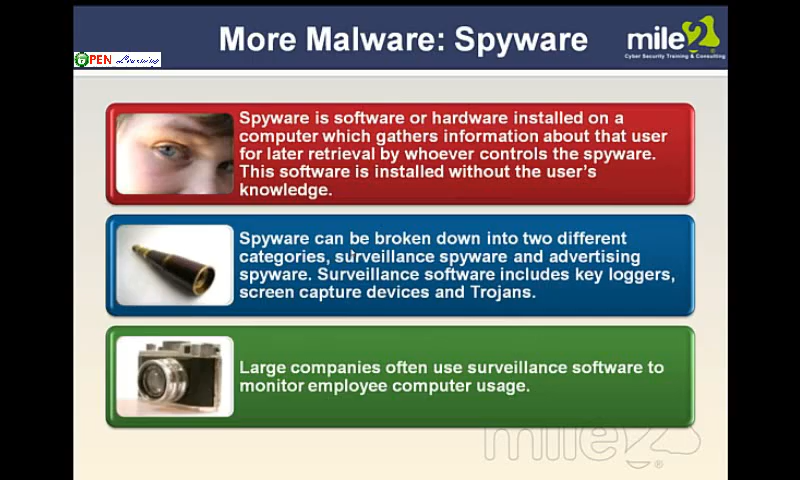 More Malware: Spyware
mile2
Cyber Security Training & Consulting
OPEN Learning
Spyware is software or hardware installed on a
computer which gathers information about that user
for later retrieval by whoever controls the spyware.
This software is installed without the user's
knowledge.
Spyware can be broken down into two different
categories, surveillance spyware and advertising
spyware. Surveillance software includes key loggers,
screen capture devices and Trojans.
Large companies often use surveillance software to
monitor employee computer usage.
mile2